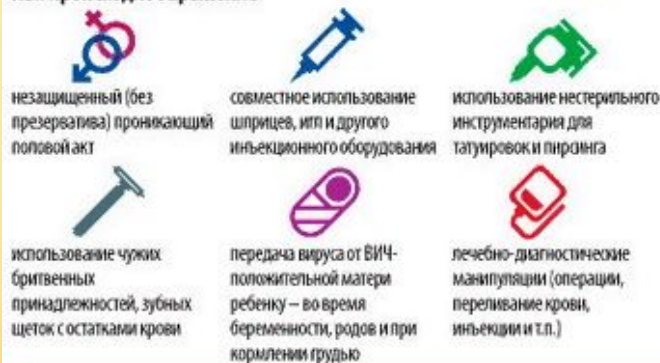 незащищенный (без
презерватива) проникающий
половой акт
совместное использование
шприцев, игл и другого
инъекционного оборудования
использование нестерильного
инструментария для
татуировок и пирсинга
использование чужих
бритвенных
принадлежностей, зубных
щеток с остатками крови
передача вируса от ВИЧ-
положительной матери
ребенку – во время
беременности, родов и при
кормлении грудью
лечебно-диагностические
манипуляции (операции,
переливание крови,
инъекции и т.п.)